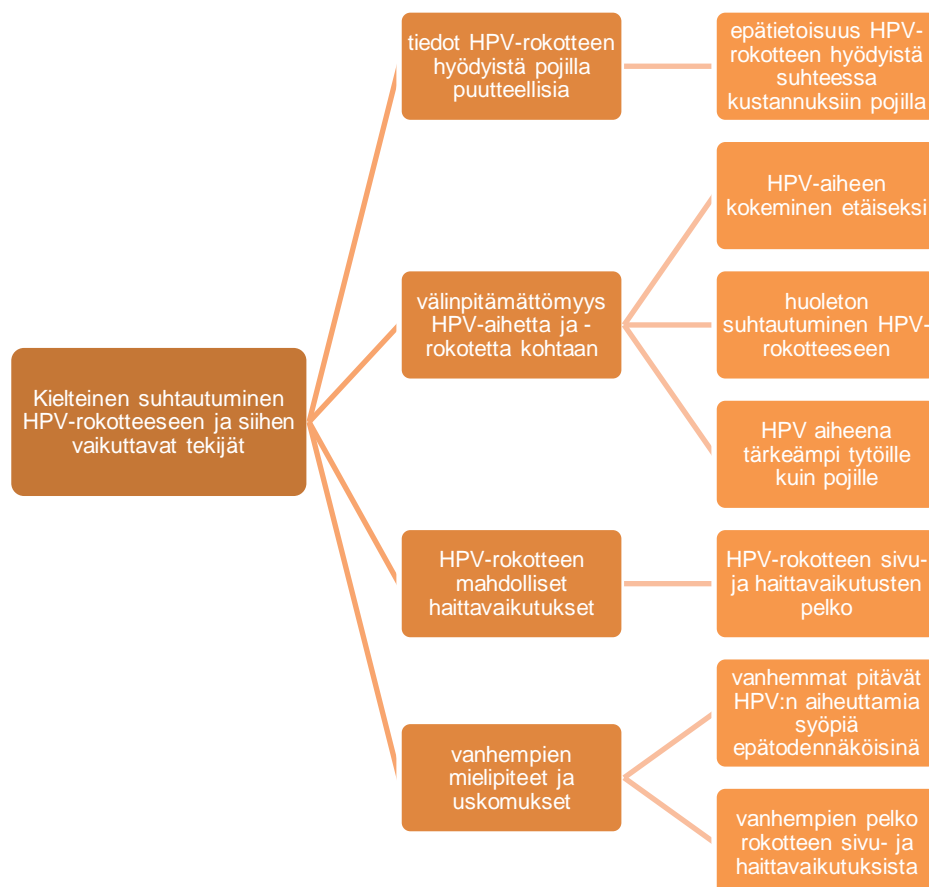 Kielteinen suhtautuminen
HPV-rokotteeseen ja siihen
vaikuttavat tekijät
tiedot HPV-rokotteen
hyödyistä pojilla
puutteellisia
epätietoisuus HPV-
rokotteen hyödyistä
suhteessa
kustannuksiin pojilla
välinpitämättömyys
HPV-aihetta ja -
rokotetta kohtaan
HPV-aiheen
kokeminen etäiseksi
huoleton
suhtautuminen HPV-
rokotteeseen
HPV aiheena
tärkeämpi tytöille
kuin pojille
HPV-rokotteen
mahdolliset
haittavaikutukset
HPV-rokotteen sivu-
ja haittavaikutusten
pelko
vanhempien
mielipiteet ja
uskomukset
vanhemmat pitävät
HPV:n aiheuttamia
syöpiä
epätodennäköisinä
vanhempien pelko
rokotteen sivu- ja
haittavaikutuksista